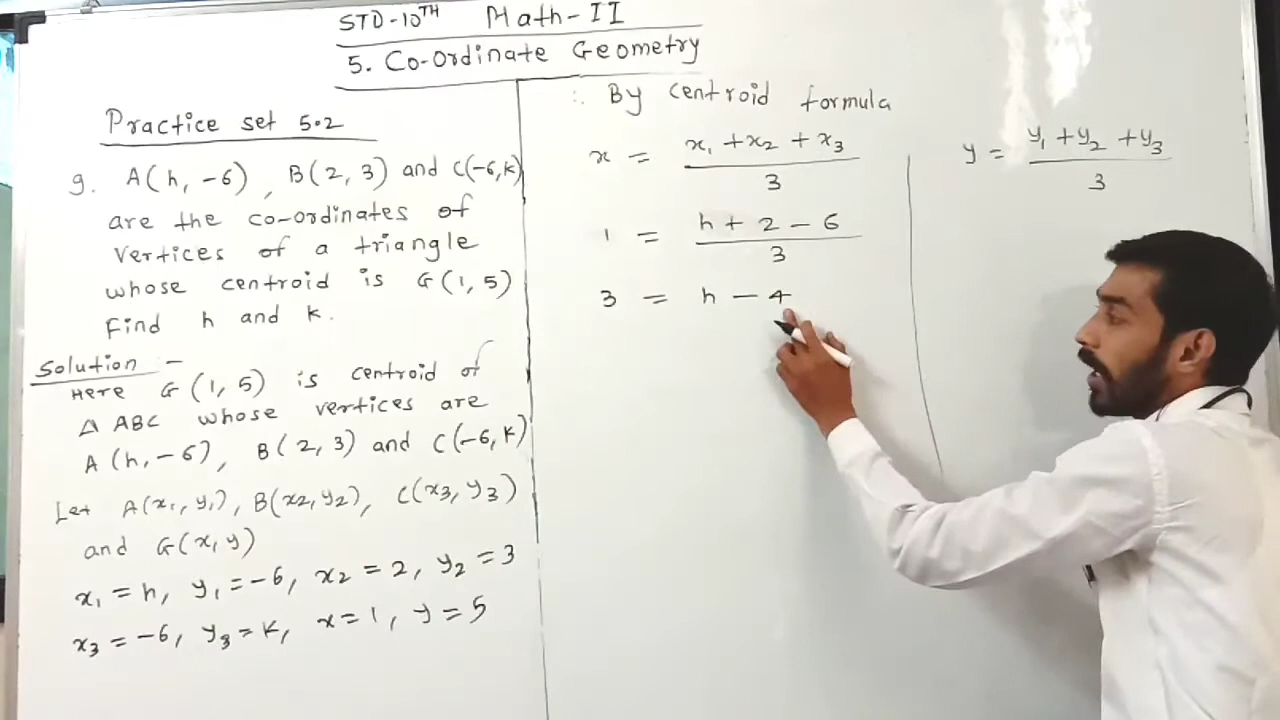 STD-10TH Math-II
5. Co-Ordinate Geometry
Practice set 5.2
9. A(h, -6), B(2, 3) and C(-6, k)
are the co-ordinates of
vertices of a triangle
whose centroid is G(1, 5)
Find h and k.
Solution :-
Here G(1, 5) is centroid of
△ABC whose vertices are
A(h, -6), B(2, 3) and C(-6, k)
Let A(x₁, y₁), B(x₂, y₂), C(x₃, y₃)
and G(x, y)
x₁ = h, y₁ = -6, x₂ = 2, y₂ = 3
x₃ = -6, y₃ = k, x = 1, y = 5
∴ By centroid formula
x = x₁ + x₂ + x₃ / 3
1 = h + 2 - 6 / 3
3 = h - 4
y = y₁ + y₂ + y₃ / 3